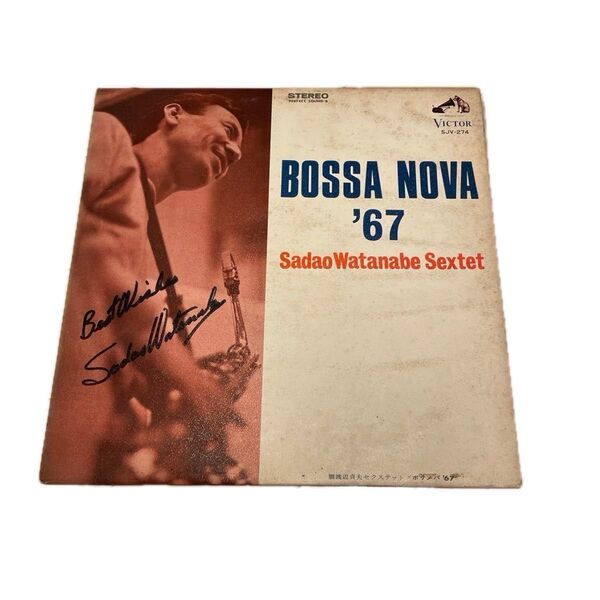 STEREO
PERFECT SOUND-S
VICTOR
SJV-274
BOSSA NOVA
'67
Sadao Watanabe Sextet
Best Wishes
Sadao Watanabe
渡辺貞夫セクステット/ボサノバ '67